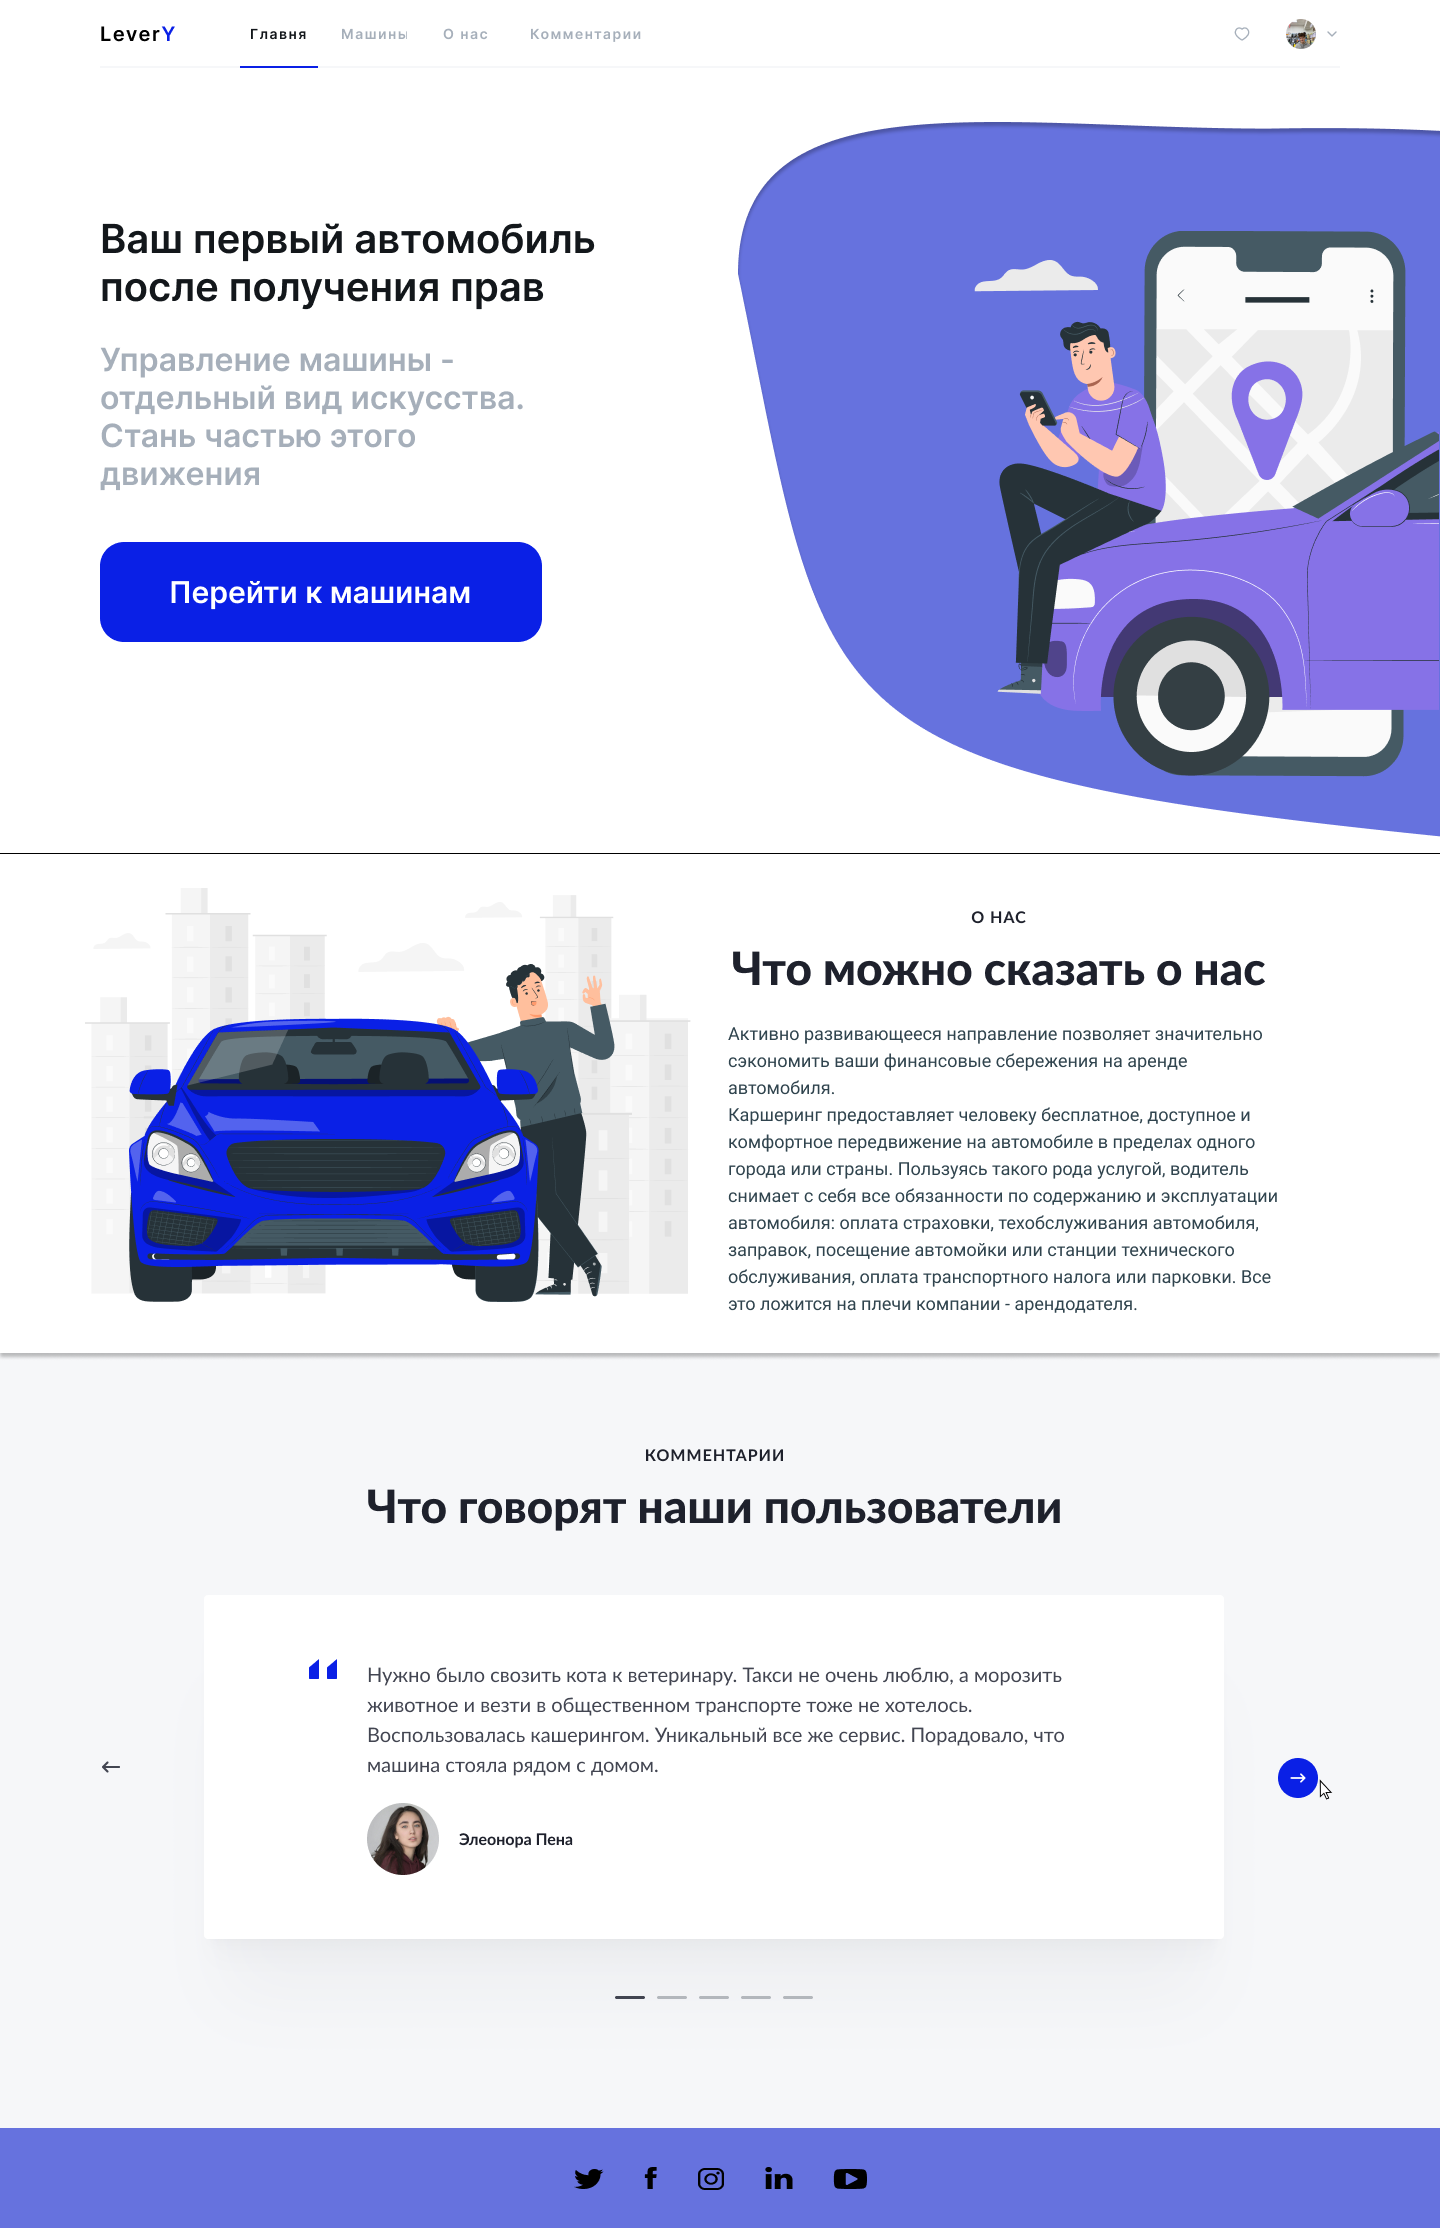 LeverY
Главня
Машины
О нас
Комментарии
Ваш первый автомобиль
после получения прав
Управление машины -
отдельный вид искусства.
Стань частью этого
движения
Перейти к машинам
О НАС
Что можно сказать о нас
Активно развивающееся направление позволяет значительно
сэкономить ваши финансовые сбережения на аренде
автомобиля.
Каршеринг предоставляет человеку бесплатное, доступное и
комфортное передвижение на автомобиле в пределах одного
города или страны. Пользуясь такого рода услугой, водитель
снимает с себя все обязанности по содержанию и эксплуатации
автомобиля: оплата страховки, техобслуживания автомобиля,
заправок, посещение автомойки или станции технического
обслуживания, оплата транспортного налога или парковки. Все
это ложится на плечи компании - арендодателя.
КОММЕНТАРИИ
Что говорят наши пользователи
Нужно было свозить кота к ветеринару. Такси не очень люблю, а морозить
животное и везти в общественном транспорте тоже не хотелось.
Воспользовалась кашерингом. Уникальный все же сервис. Порадовало, что
машина стояла рядом с домом.
Элеонора Пена